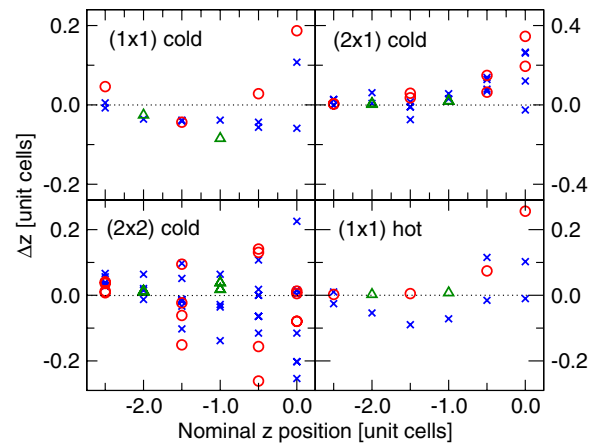 0.2 (1x1) cold (2x1) cold 0.4
0.0 0.0
-0.2 -0.4
Δz [unit cells]
0.2 (2x2) cold (1x1) hot 0.2
0.0 0.0
-0.2 -0.2
-2.0 -1.0 0.0 -2.0 -1.0 0.0
Nominal z position [unit cells]